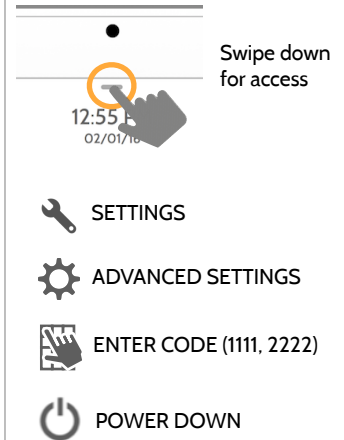 Swipe down
for access
12:55
02/01/16
SETTINGS
ADVANCED SETTINGS
ENTER CODE (1111, 2222)
POWER DOWN